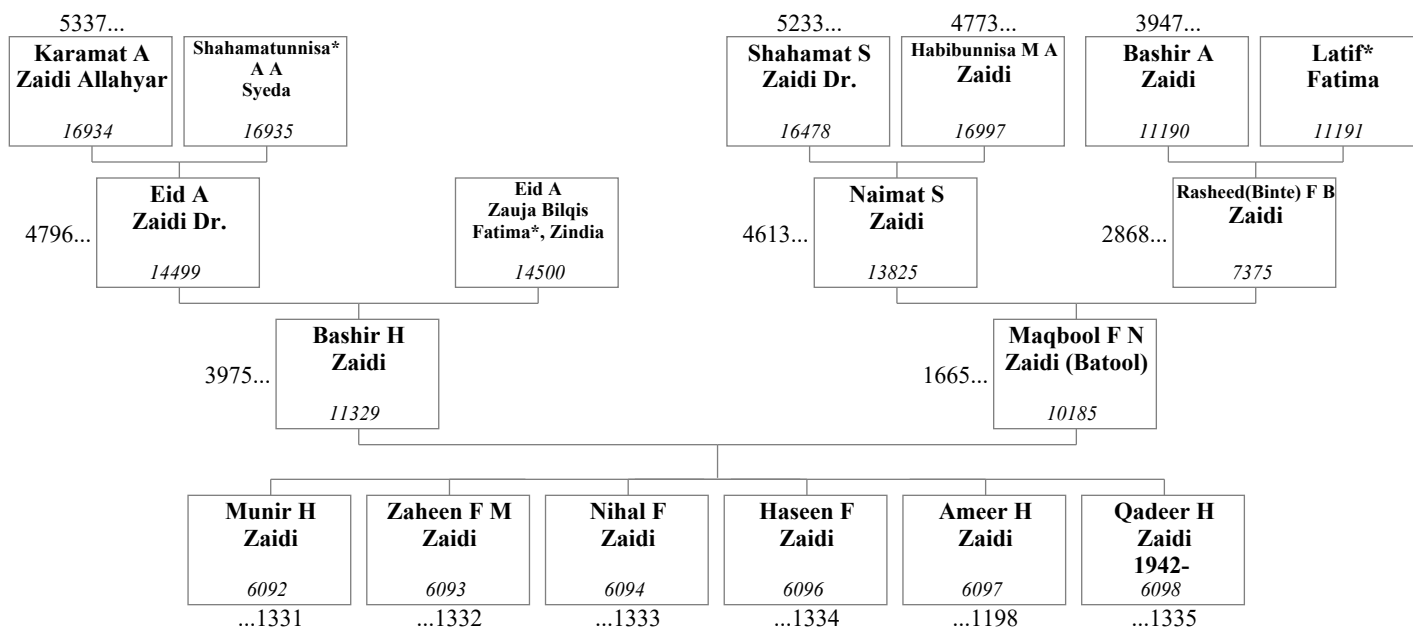 5337...
5233...
4773...
3947...
Karamat A
Zaidi Allahyar
16934
Shahamatunnisa*
A A
Syeda
16935
Shahamat S
Zaidi Dr.
16478
Habibunnisa M A
Zaidi
16997
Bashir A
Zaidi
11190
Latif*
Fatima
11191
4796...
Eid A
Zaidi Dr.
14499
Eid A
Zauja Bilqis
Fatima*, Zindia
14500
4613...
Naimat S
Zaidi
13825
2868...
Rasheed(Binte) F B
Zaidi
7375
3975...
Bashir H
Zaidi
11329
1665...
Maqbool F N
Zaidi (Batool)
10185
Munir H
Zaidi
6092
...1331
Zaheen F M
Zaidi
6093
...1332
Nihal F
Zaidi
6094
...1333
Haseen F
Zaidi
6096
...1334
Ameer H
Zaidi
6097
...1198
Qadeer H
Zaidi
1942-
6098
...1335